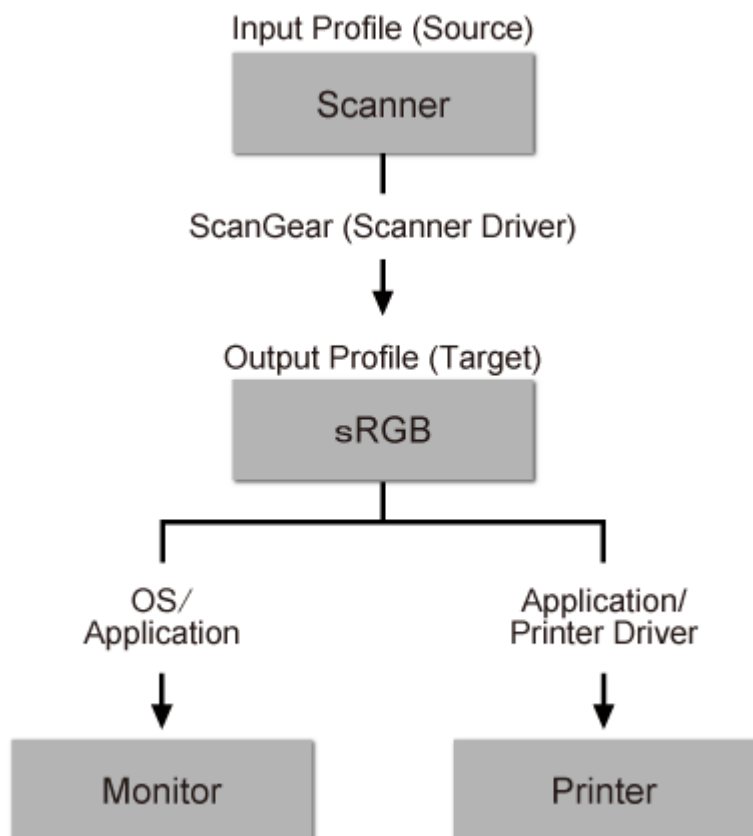 Input Profile (Source)
Scanner
ScanGear (Scanner Driver)
Output Profile (Target)
sRGB
OS/
Application
Application/
Printer Driver
Monitor
Printer